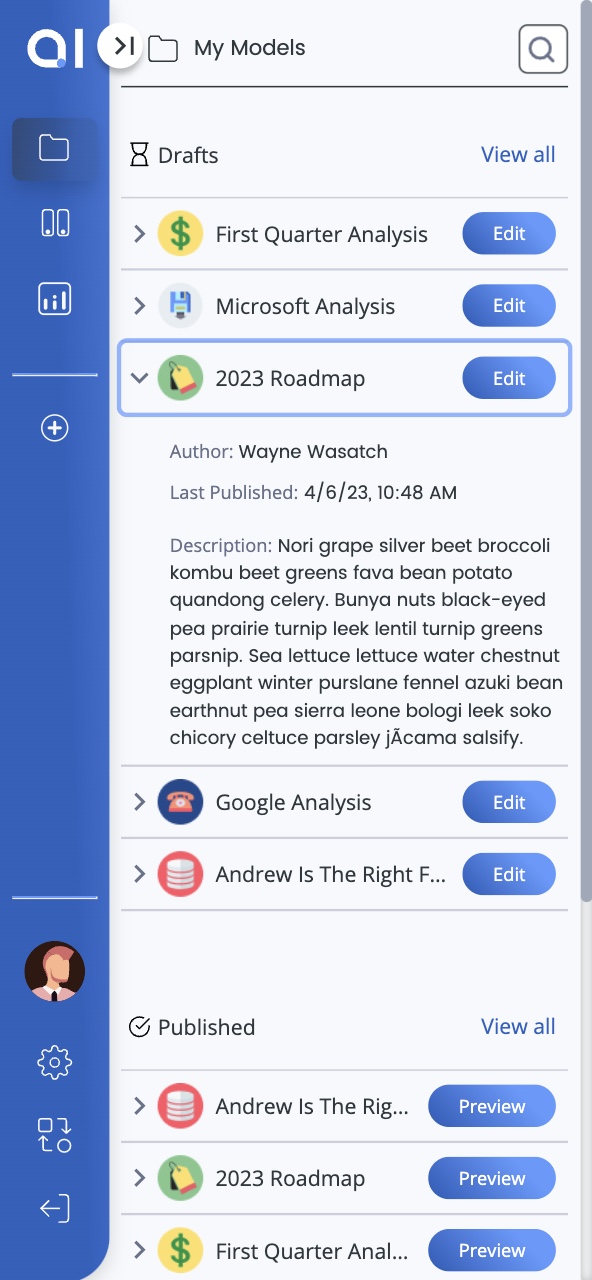 aı
My Models
Drafts
View all
First Quarter Analysis
Edit
Microsoft Analysis
Edit
2023 Roadmap
Edit
Author: Wayne Wasatch
Last Published: 4/6/23, 10:48 AM
Description: Nori grape silver beet broccoli
kombu beet greens fava bean potato
quandong celery. Bunya nuts black-eyed
pea prairie turnip leek lentil turnip greens
parsnip. Sea lettuce lettuce water chestnut
eggplant winter purslane fennel azuki bean
earthnut pea sierra leone bologi leek soko
chicory celtuce parsley jÃcama salsify.
Google Analysis
Edit
Andrew Is The Right F...
Edit
Published
View all
Andrew Is The Rig...
Preview
2023 Roadmap
Preview
First Quarter Anal...
Preview